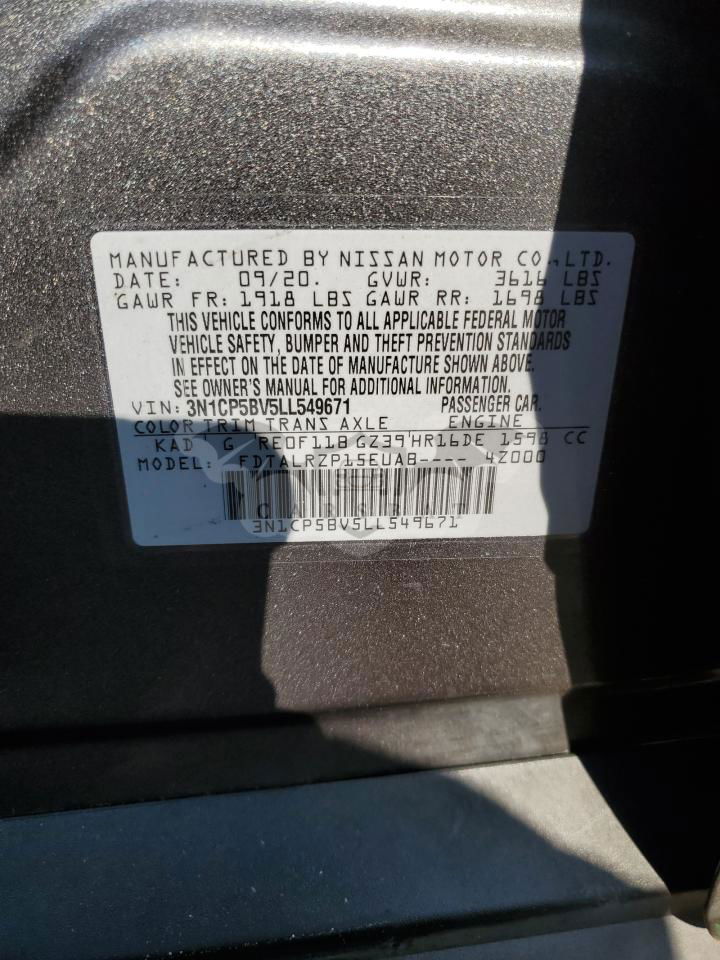 MANUFACTURED BY NISSAN MOTOR CO., LTD.
DATE: 09/20. GVWR: 3616 LBS
GAWR FR: 1918 LBS GAWR RR: 1698 LBS
THIS VEHICLE CONFORMS TO ALL APPLICABLE FEDERAL MOTOR
VEHICLE SAFETY, BUMPER AND THEFT PREVENTION STANDARDS
IN EFFECT ON THE DATE OF MANUFACTURE SHOWN ABOVE.
SEE OWNER'S MANUAL FOR ADDITIONAL INFORMATION.
VIN: 3N1CP5BV5LL549671 PASSENGER CAR.
COLOR TRIM TRANS AXLE ENGINE
KAD G RE0F11B GZ39 HR16DE 1598 CC
MODEL: FDTALRZP15EUAB---- 4Z000
3N1CP5BV5LL549671